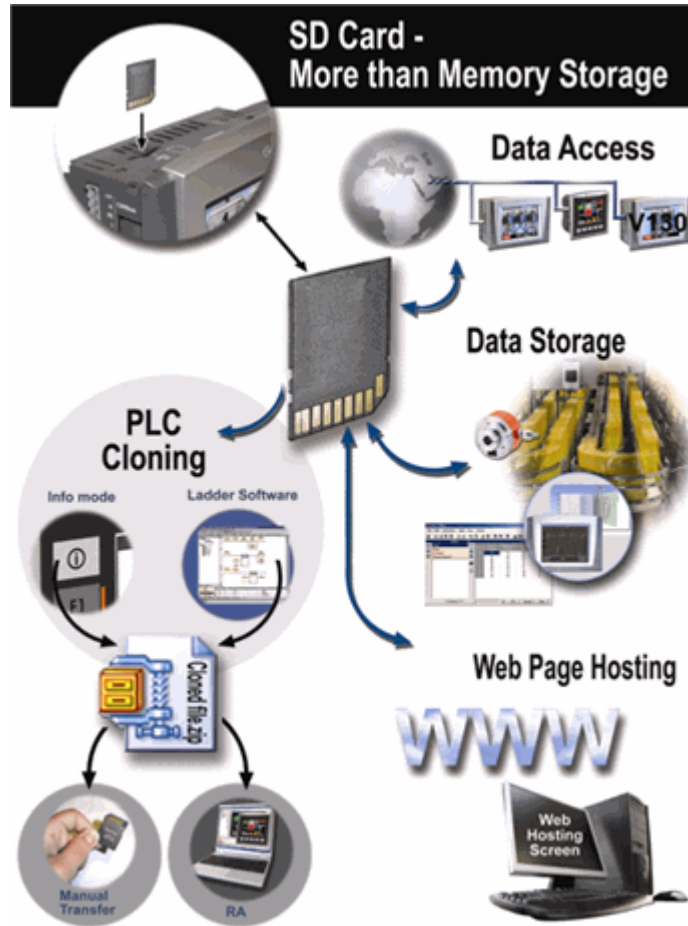 SD Card -
More than Memory Storage
Data Access
V130
Data Storage
PLC
Cloning
Info mode
Ladder Software
F1
Cloned file.zip
Web Page Hosting
WWW
Web
Hosting
Screen
Manual
Transfer
RA